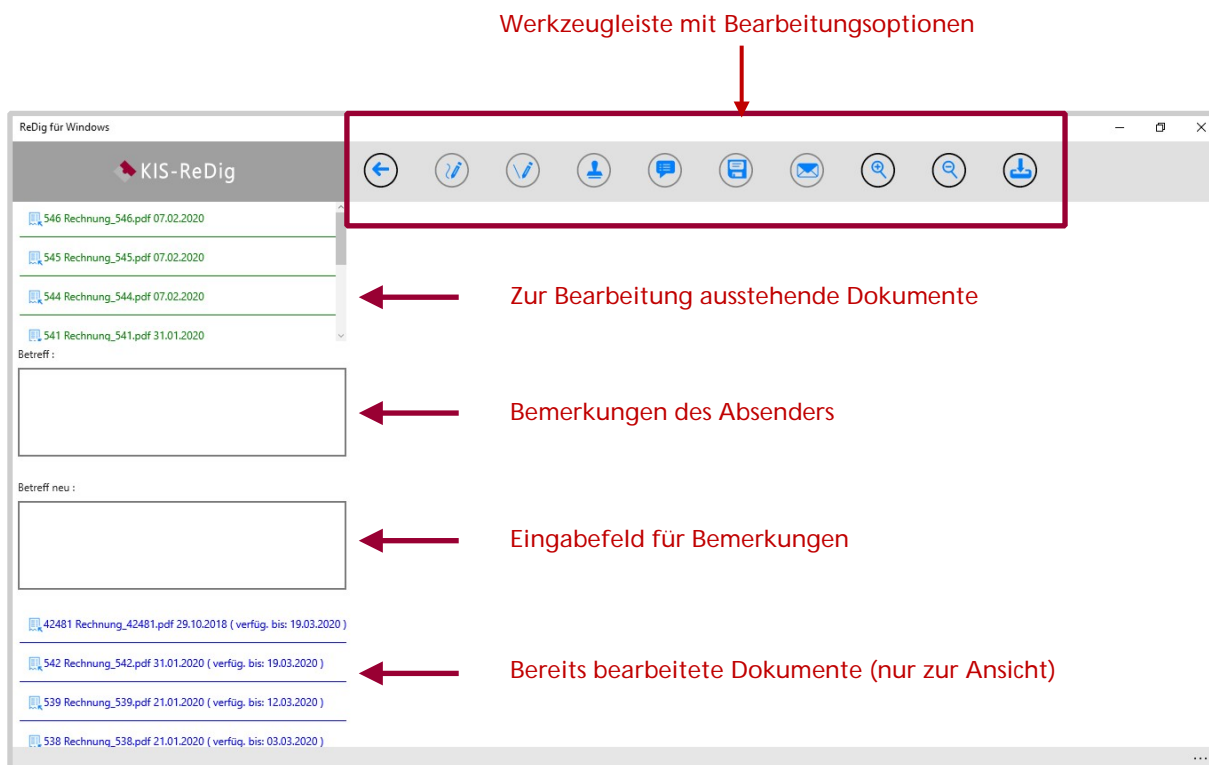 Werkzeugleiste mit Bearbeitungsoptionen
ReDig für Windows
KIS-ReDig
546 Rechnung_546.pdf 07.02.2020
545 Rechnung_545.pdf 07.02.2020
544 Rechnung_544.pdf 07.02.2020
Zur Bearbeitung ausstehende Dokumente
541 Rechnung_541.pdf 31.01.2020
Betreff :
Bemerkungen des Absenders
Betreff neu :
Eingabefeld für Bemerkungen
42481 Rechnung_42481.pdf 29.10.2018 ( verfüg. bis: 19.03.2020 )
542 Rechnung_542.pdf 31.01.2020 ( verfüg. bis: 19.03.2020 )
Bereits bearbeitete Dokumente (nur zur Ansicht)
539 Rechnung_539.pdf 21.01.2020 ( verfüg. bis: 12.03.2020 )
538 Rechnung_538.pdf 21.01.2020 ( verfüg. bis: 03.03.2020 )